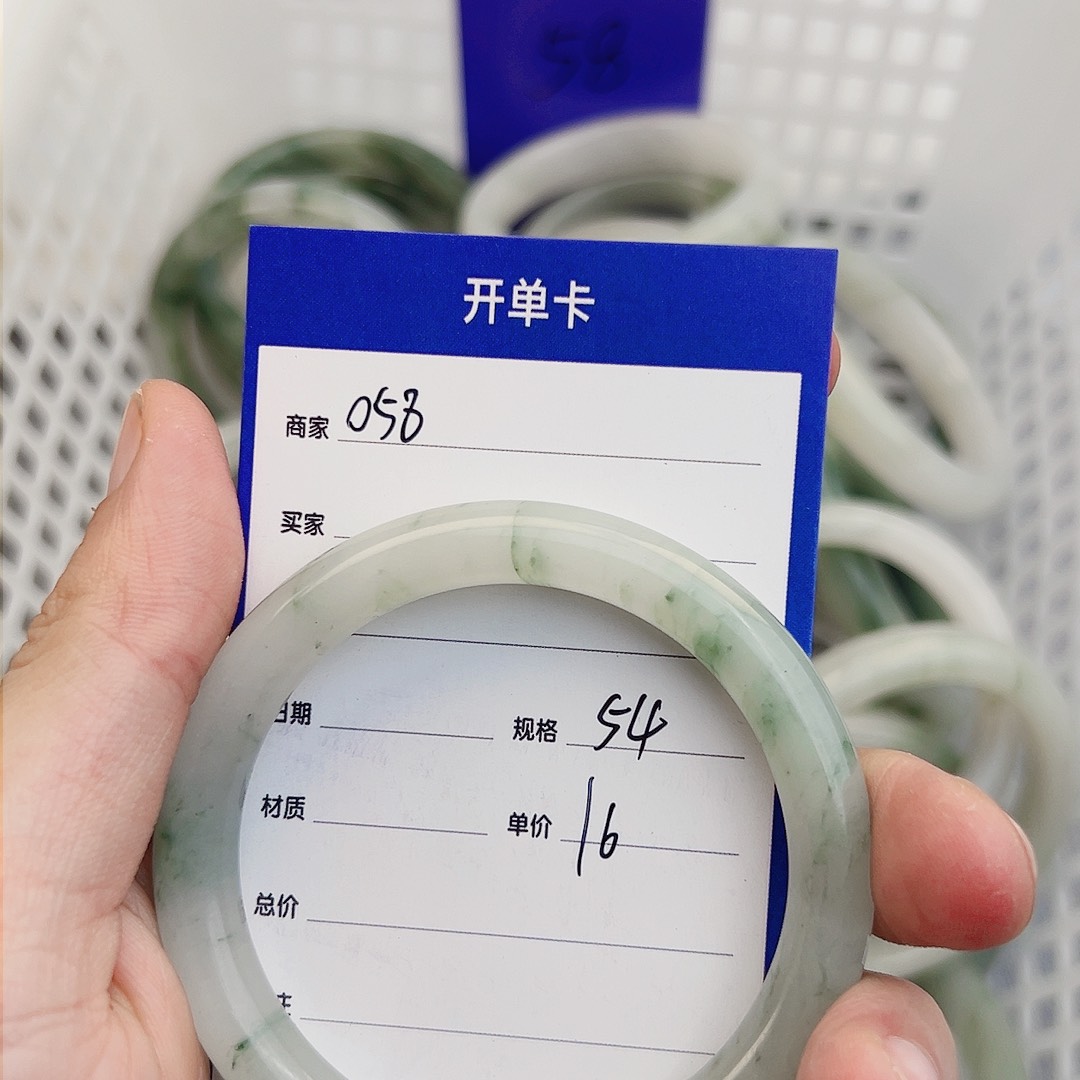 58
开单卡
商家 058
买家
日期 规格 54
材质 单价 16
总价